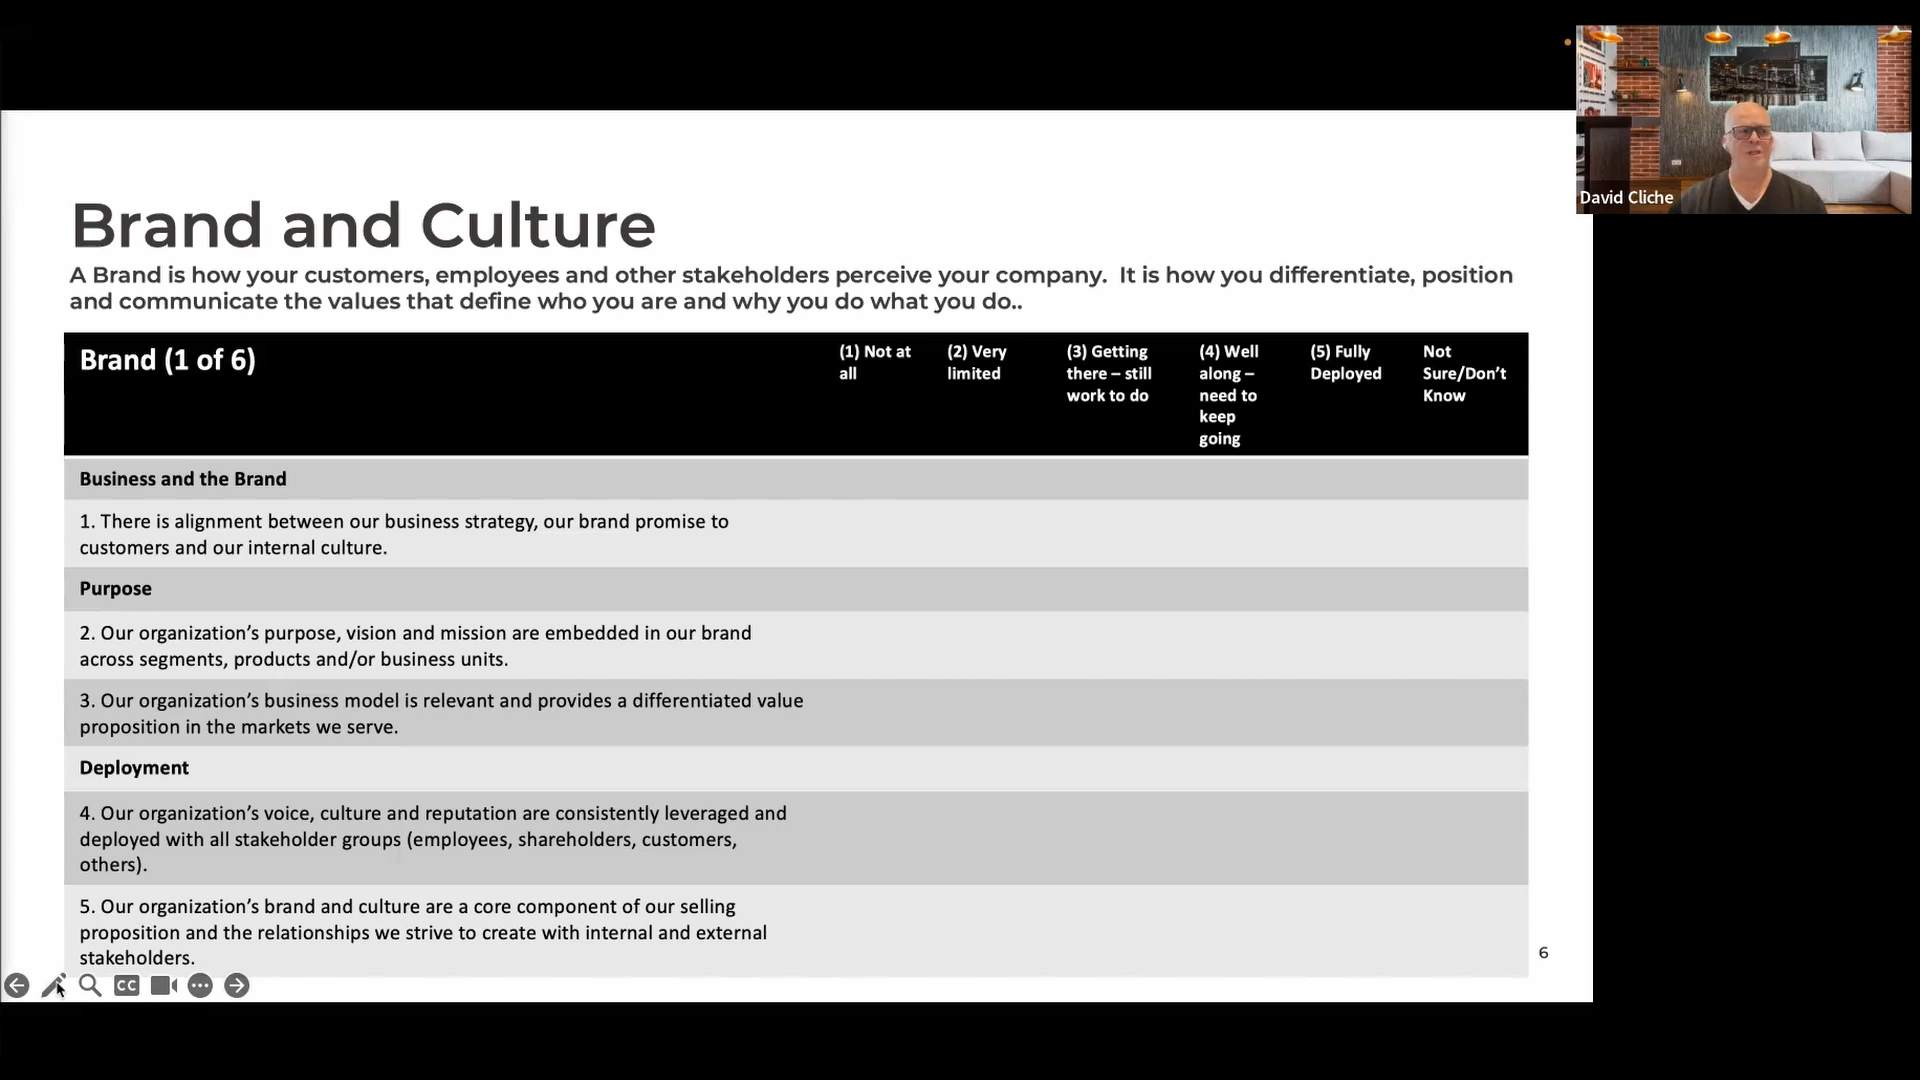 David Cliche
Brand and Culture
A Brand is how your customers, employees and other stakeholders perceive your company.  It is how you differentiate, position
and communicate the values that define who you are and why you do what you do..
Brand (1 of 6)
(1) Not at
all
(2) Very
limited
(3) Getting
there – still
work to do
(4) Well
along –
need to
keep
going
(5) Fully
Deployed
Not
Sure/Don’t
Know
Business and the Brand
1. There is alignment between our business strategy, our brand promise to
customers and our internal culture.
Purpose
2. Our organization’s purpose, vision and mission are embedded in our brand
across segments, products and/or business units.
3. Our organization’s business model is relevant and provides a differentiated value
proposition in the markets we serve.
Deployment
4. Our organization’s voice, culture and reputation are consistently leveraged and
deployed with all stakeholder groups (employees, shareholders, customers,
others).
5. Our organization’s brand and culture are a core component of our selling
proposition and the relationships we strive to create with internal and external
stakeholders.
6
CC